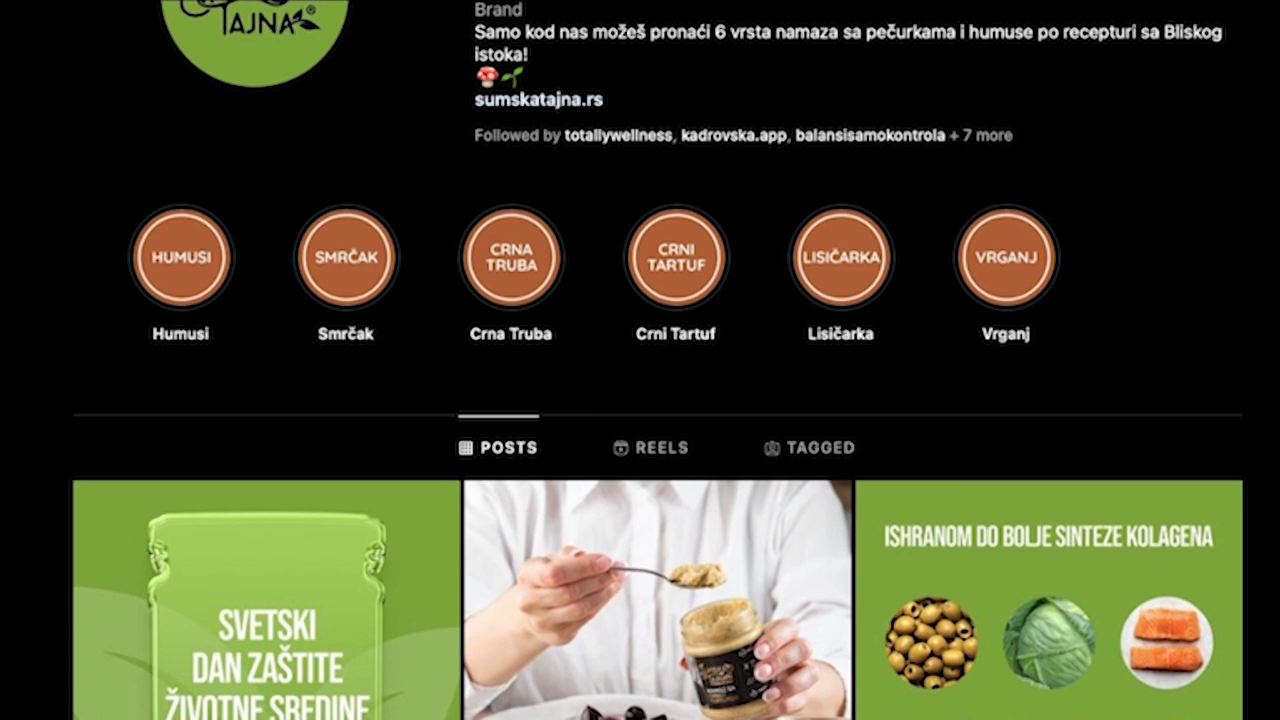 TAJNA®
Brand
Samo kod nas možeš pronaći 6 vrsta namaza sa pečurkama i humuse po recepturi sa Bliskog
istoka!
sumskatajna.rs
Followed by totallywellness, kadrovska.app, balansisamokontrola + 7 more
HUMUSI
SMRČAK
CRNA
TRUBA
CRNI
TARTUF
LISIČARKA
VRGANJ
Humusi
Smrčak
Crna Truba
Crni Tartuf
Lisičarka
Vrganj
POSTS
REELS
TAGGED
SVETSKI
DAN ZAŠTITE
ŽIVOTNE SREDINE
ISHRANOM DO BOLJE SINTEZE KOLAGENA